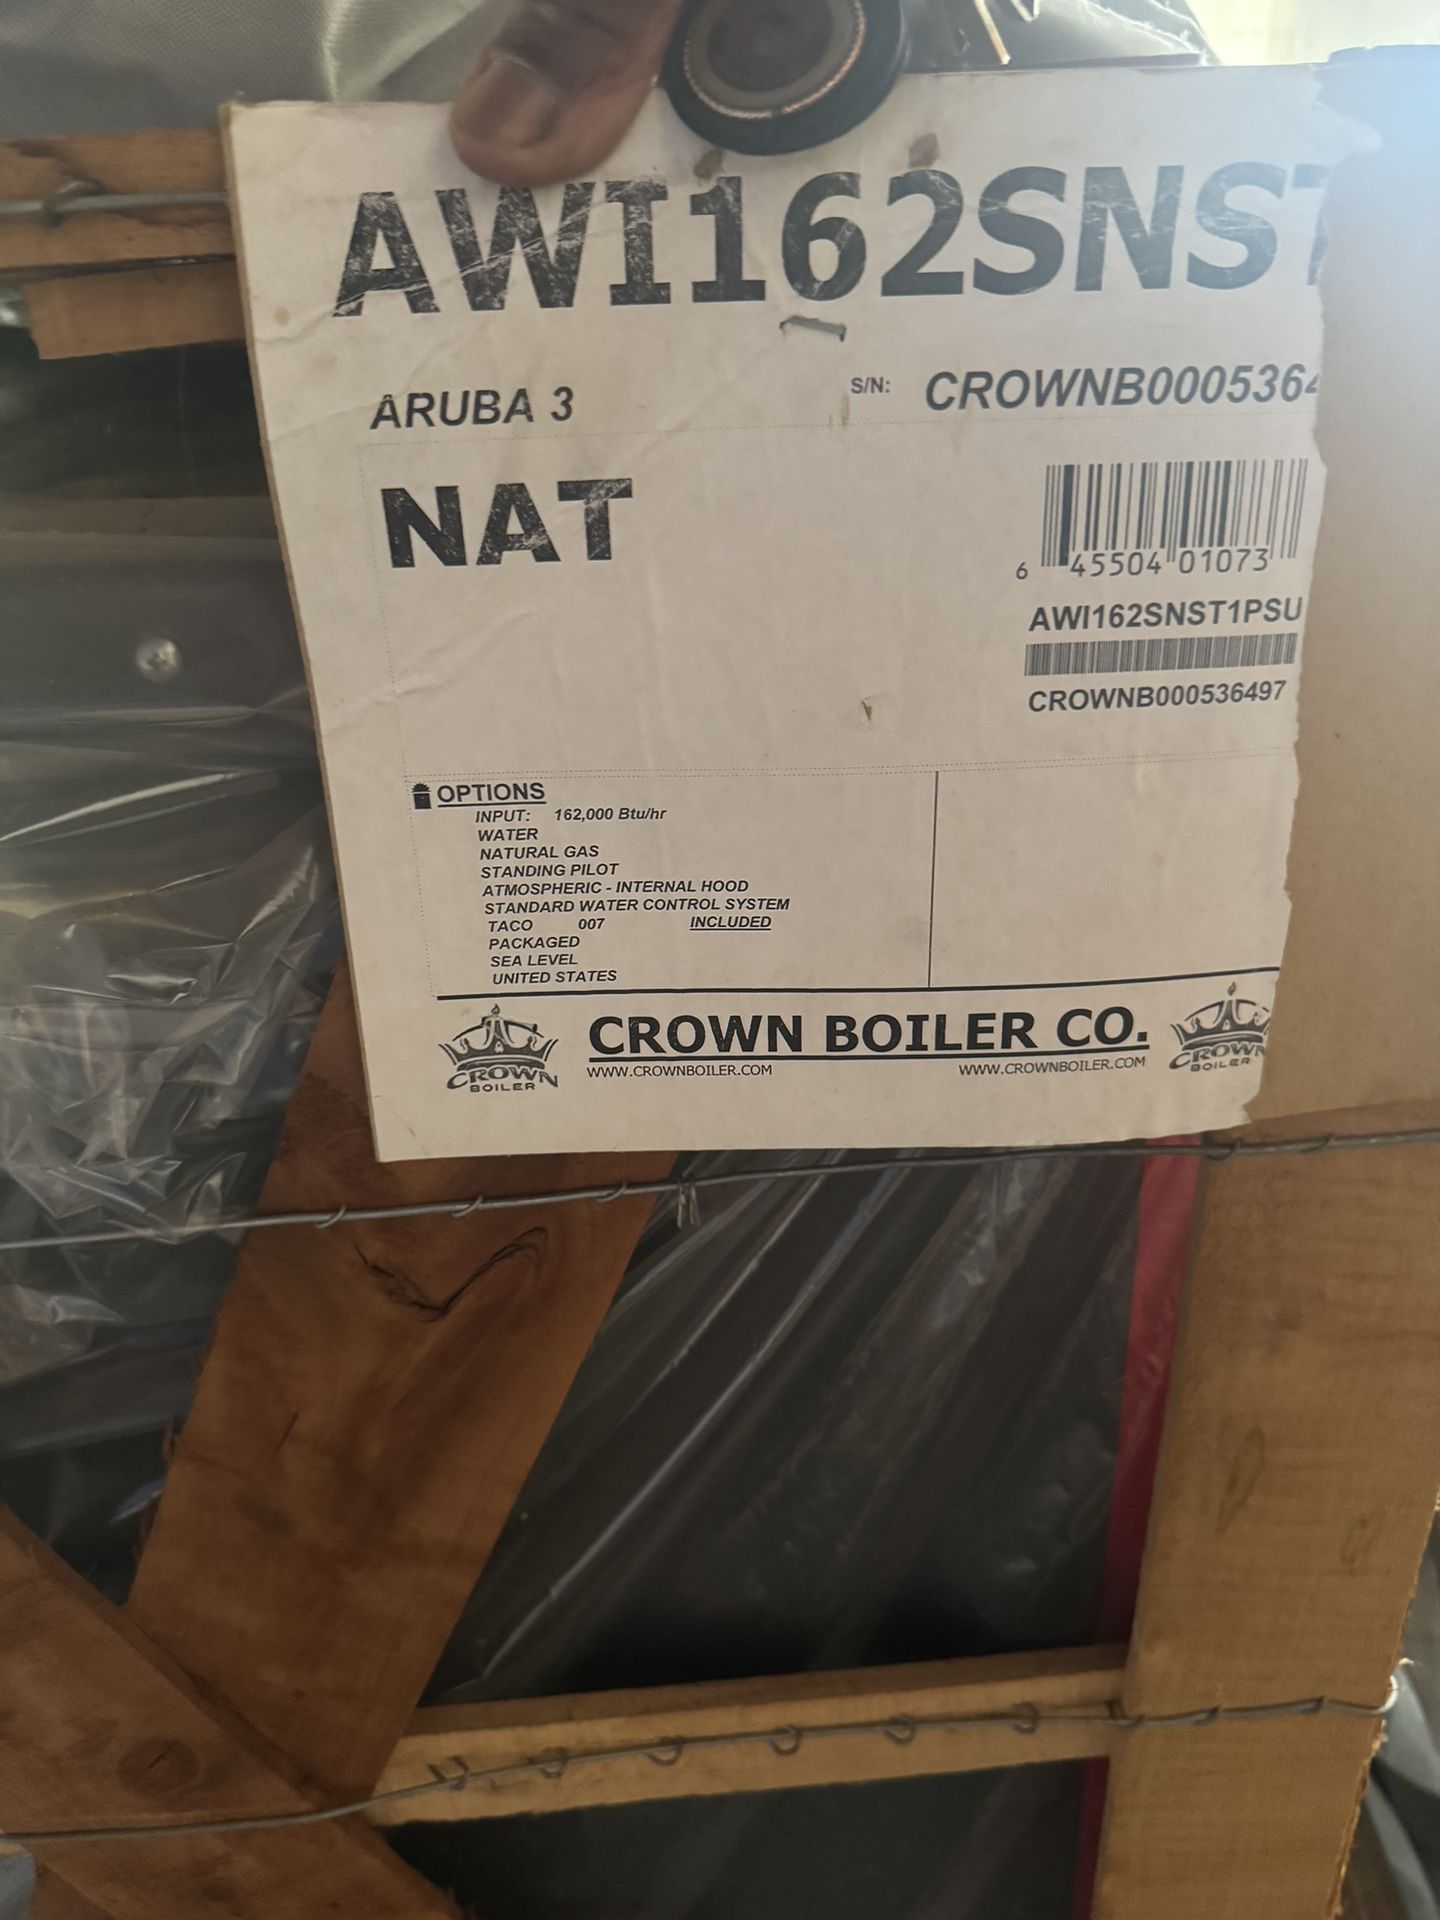 AWI162SNST
ARUBA 3
S/N: CROWNB0005364
NAT
6 45504 01073
AWI162SNST1PSU
CROWNB000536497
OPTIONS
INPUT: 162,000 Btu/hr
WATER
NATURAL GAS
STANDING PILOT
ATMOSPHERIC - INTERNAL HOOD
STANDARD WATER CONTROL SYSTEM
TACO 007 INCLUDED
PACKAGED
SEA LEVEL
UNITED STATES
CROWN BOILER
CROWN BOILER CO.
WWW.CROWNBOILER.COM WWW.CROWNBOILER.COM
CROWN BOILER